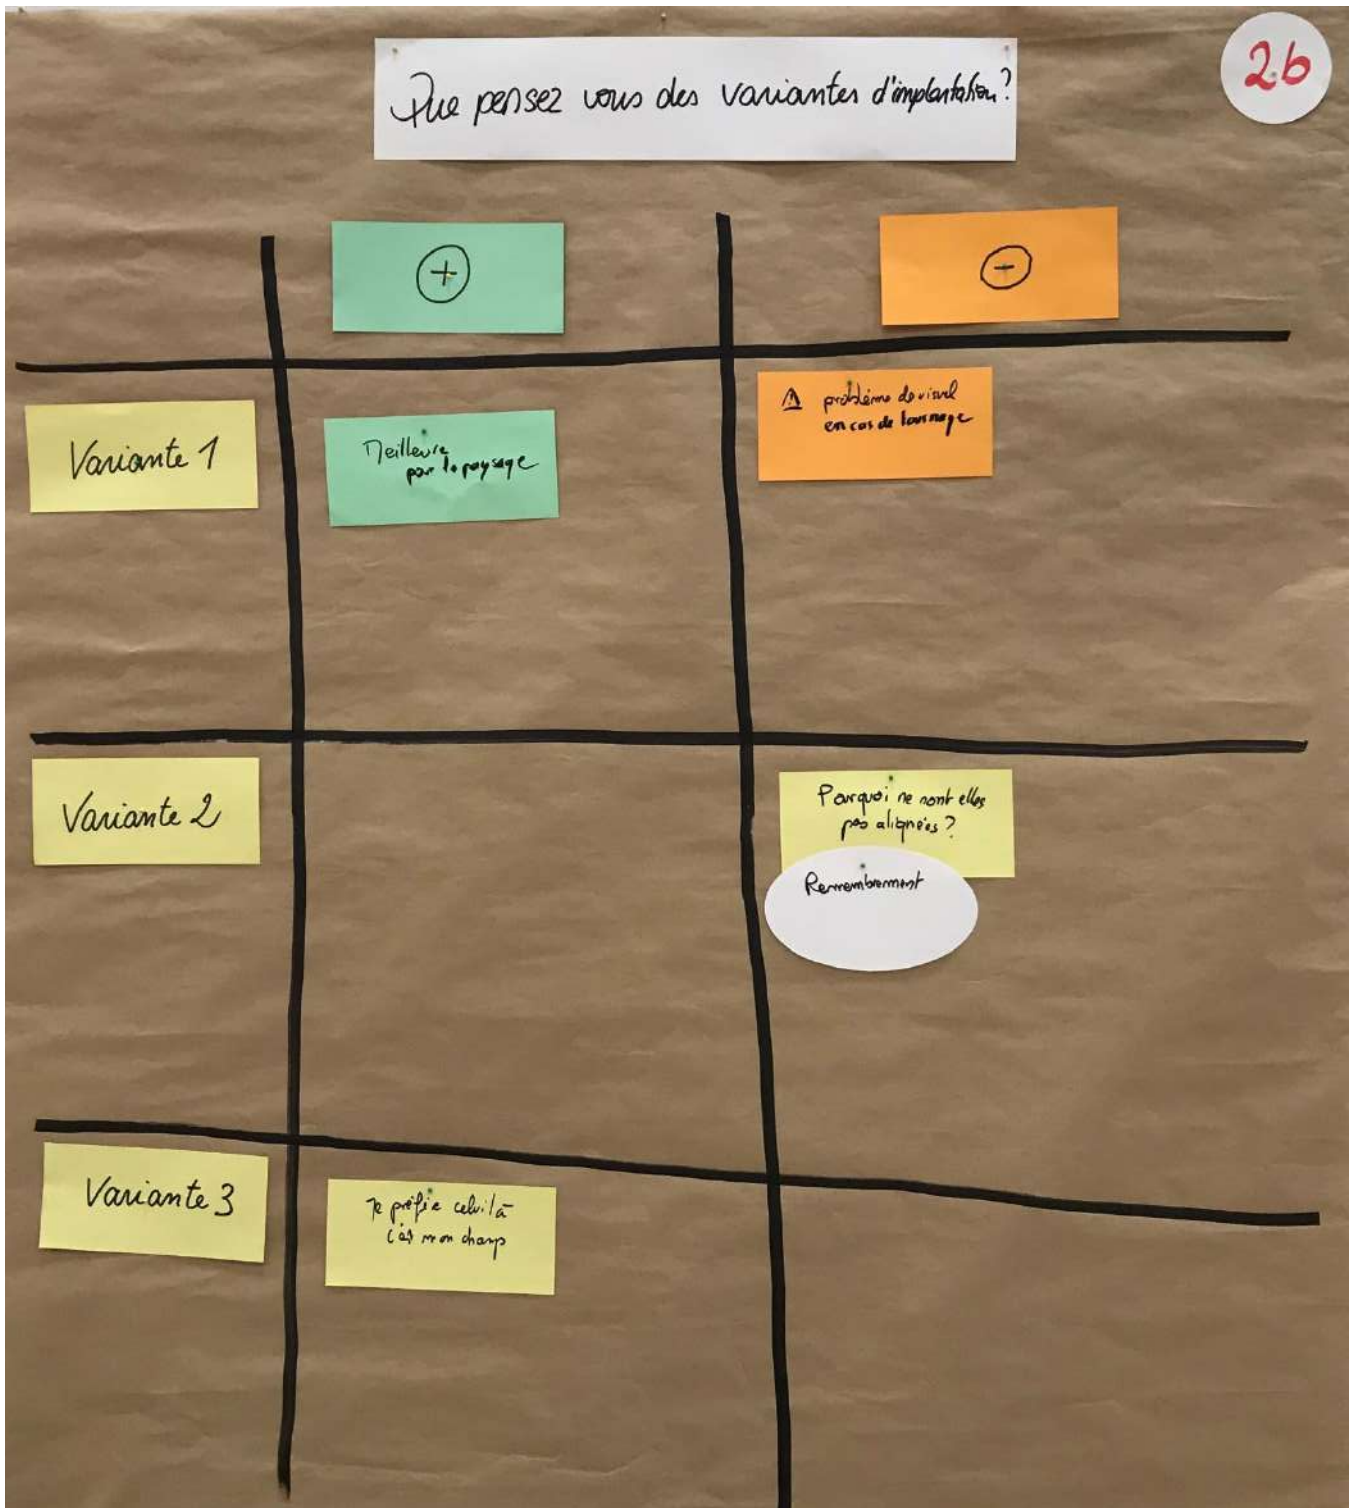 Que pensez vous des variantes d'implantation?
2b
+
-
Variante 1
Meilleure
pour le paysage
⚠ problème de visuel
en cas de tournage
Variante 2
Pourquoi ne sont elles
pas alignées ?
Remembrement
Variante 3
Je préfère celui là
c'est mon champ